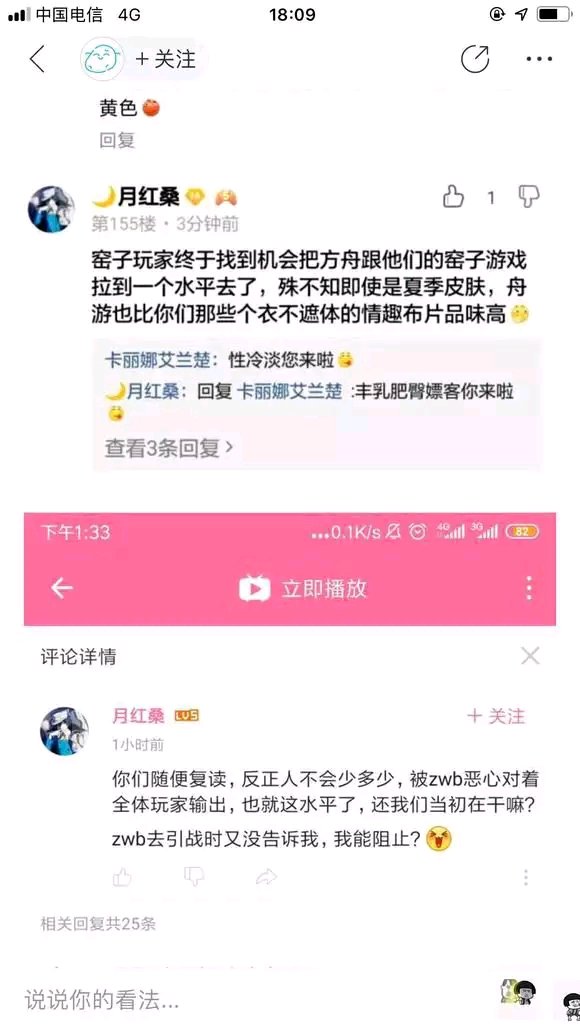 中国电信 4G 18:09
+ 关注
黄色
回复
月红桑
1
第155楼・3分钟前
窑子玩家终于找到机会把方舟跟他们的窑子游戏
拉到一个水平去了，殊不知即使是夏季皮肤，舟
游也比你们那些个衣不遮体的情趣布片品味高
卡丽娜艾兰楚：性冷淡您来啦
月红桑：回复 卡丽娜艾兰楚 :丰乳肥臀嫖客你来啦
查看3条回复
下午1:33 ...0.1K/s 4G 3G 82
立即播放
评论详情
月红桑 LV5
+ 关注
1小时前
你们随便复读，反正人不会少多少，被zwb恶心对着
全体玩家输出，也就这水平了，还我们当初在干嘛?
zwb去引战时又没告诉我，我能阻止?
相关回复共25条
说说你的看法...